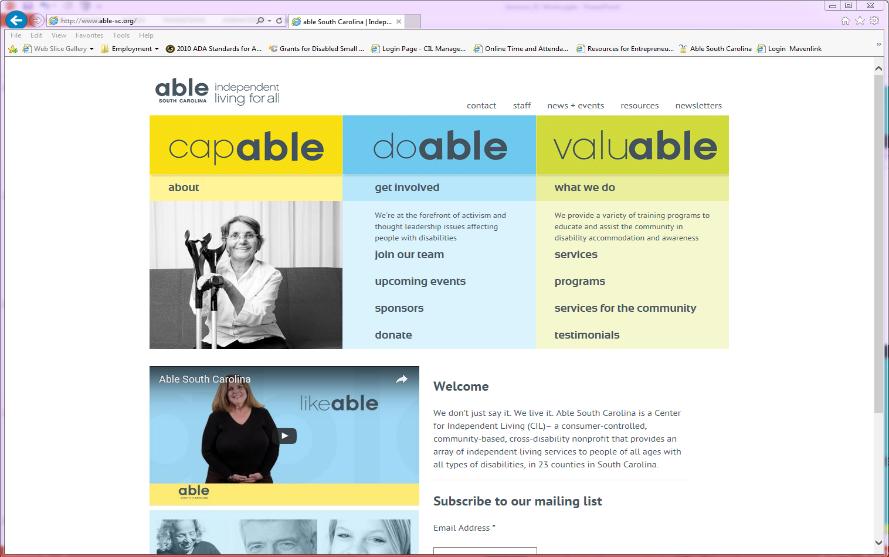 http://www.able-sc.org/
able South Carolina | Indep...
File Edit View Favorites Tools Help
Web Slice Gallery
Employment
2010 ADA Standards for A...
Grants for Disabled Small ...
Login Page - CIL Manage...
Online Time and Attenda...
Resources for Entrepreneu...
Able South Carolina
Login Mavenlink
able independent
SOUTH CAROLINA living for all
contact staff news + events resources newsletters
capable doable valuable
about get involved what we do
We're at the forefront of activism and
thought leadership issues affecting
people with disabilities
join our team
upcoming events
sponsors
donate
We provide a variety of training programs to
educate and assist the community in
disability accommodation and awareness
services
programs
services for the community
testimonials
Able South Carolina
likeable
able
Welcome
We don't just say it. We live it. Able South Carolina is a Center
for Independent Living (CIL)– a consumer-controlled,
community-based, cross-disability nonprofit that provides an
array of independent living services to people of all ages with
all types of disabilities, in 23 counties in South Carolina.
Subscribe to our mailing list
Email Address *